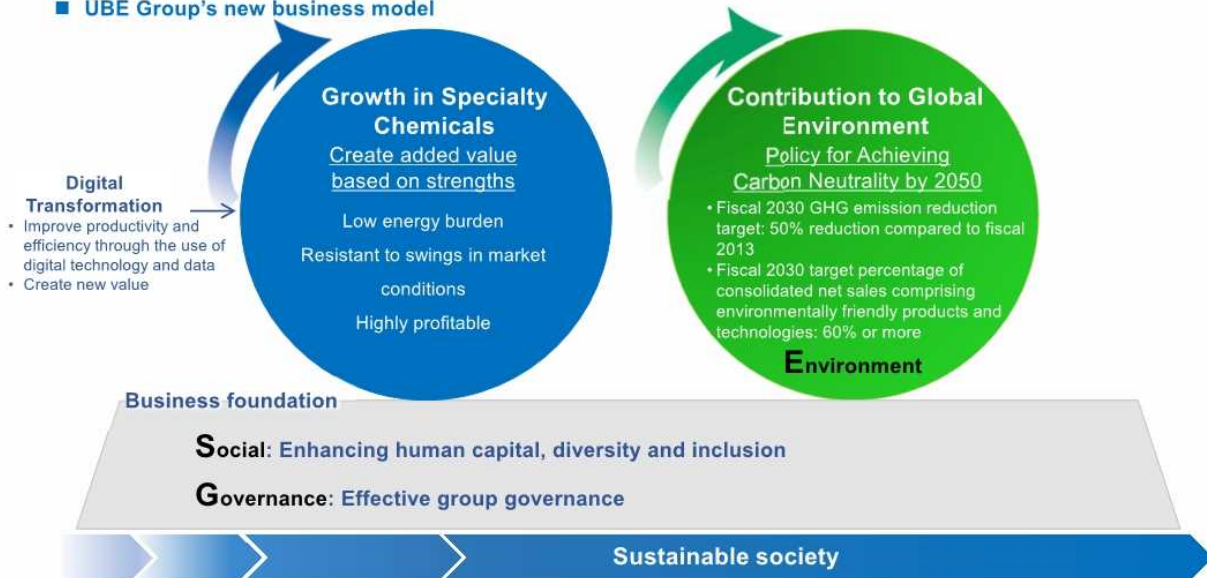 ■ UBE Group's new business model
Growth in Specialty
Chemicals
Create added value
based on strengths
Low energy burden
Resistant to swings in market
conditions
Highly profitable
Digital
Transformation
• Improve productivity and
efficiency through the use of
digital technology and data
• Create new value
Contribution to Global
Environment
Policy for Achieving
Carbon Neutrality by 2050
• Fiscal 2030 GHG emission reduction
target: 50% reduction compared to fiscal
2013
• Fiscal 2030 target percentage of
consolidated net sales comprising
environmentally friendly products and
technologies: 60% or more
Environment
Business foundation
Social: Enhancing human capital, diversity and inclusion
Governance: Effective group governance
Sustainable society